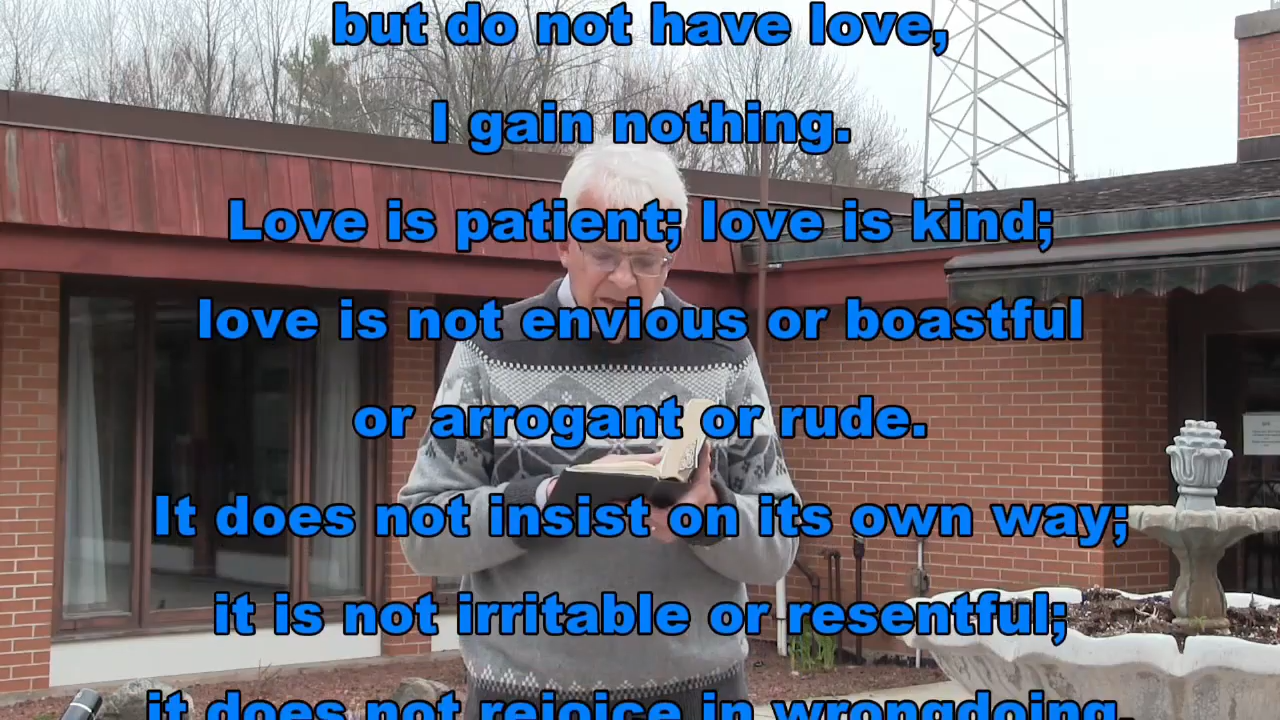 but do not have love,
I gain nothing.
Love is patient; love is kind;
love is not envious or boastful
or arrogant or rude.
It does not insist on its own way;
it is not irritable or resentful;
it does not rejoice in wrongdoing,